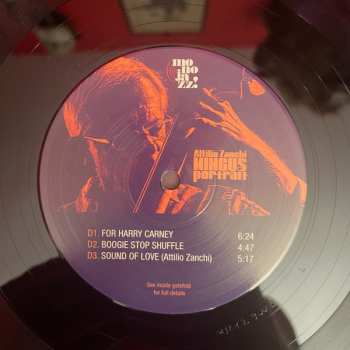 mo
no
ja
zz.
Attilio Zanchi
MINGUS
portrait
D1. FOR HARRY CARNEY 6:24
D2. BOOGIE STOP SHUFFLE 4:47
D3. SOUND OF LOVE (Attilio Zanchi) 5:17
See inside gatefold
for full details